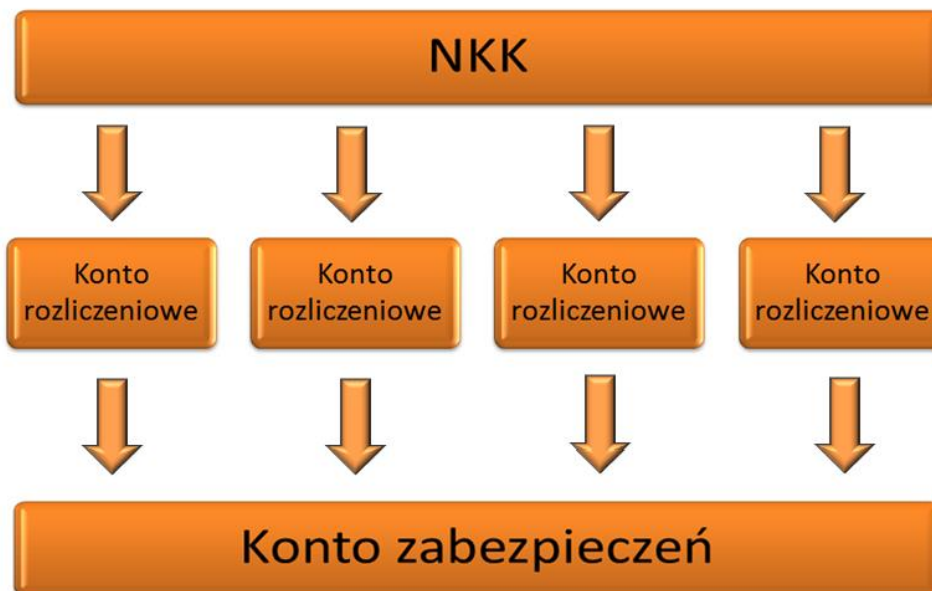 NKK
Konto
rozliczeniowe
Konto
rozliczeniowe
Konto
rozliczeniowe
Konto
rozliczeniowe
Konto zabezpieczeń